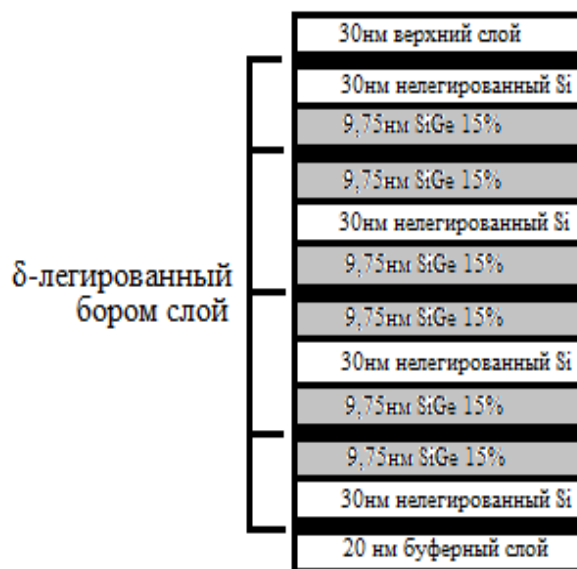 30нм верхний слой
30нм нелегированный Si
9,75нм SiGe 15%
9,75нм SiGe 15%
30нм нелегированный Si
9,75нм SiGe 15%
δ-легированный
бором слой
9,75нм SiGe 15%
30нм нелегированный Si
9,75нм SiGe 15%
9,75нм SiGe 15%
30нм нелегированный Si
20 нм буферный слой